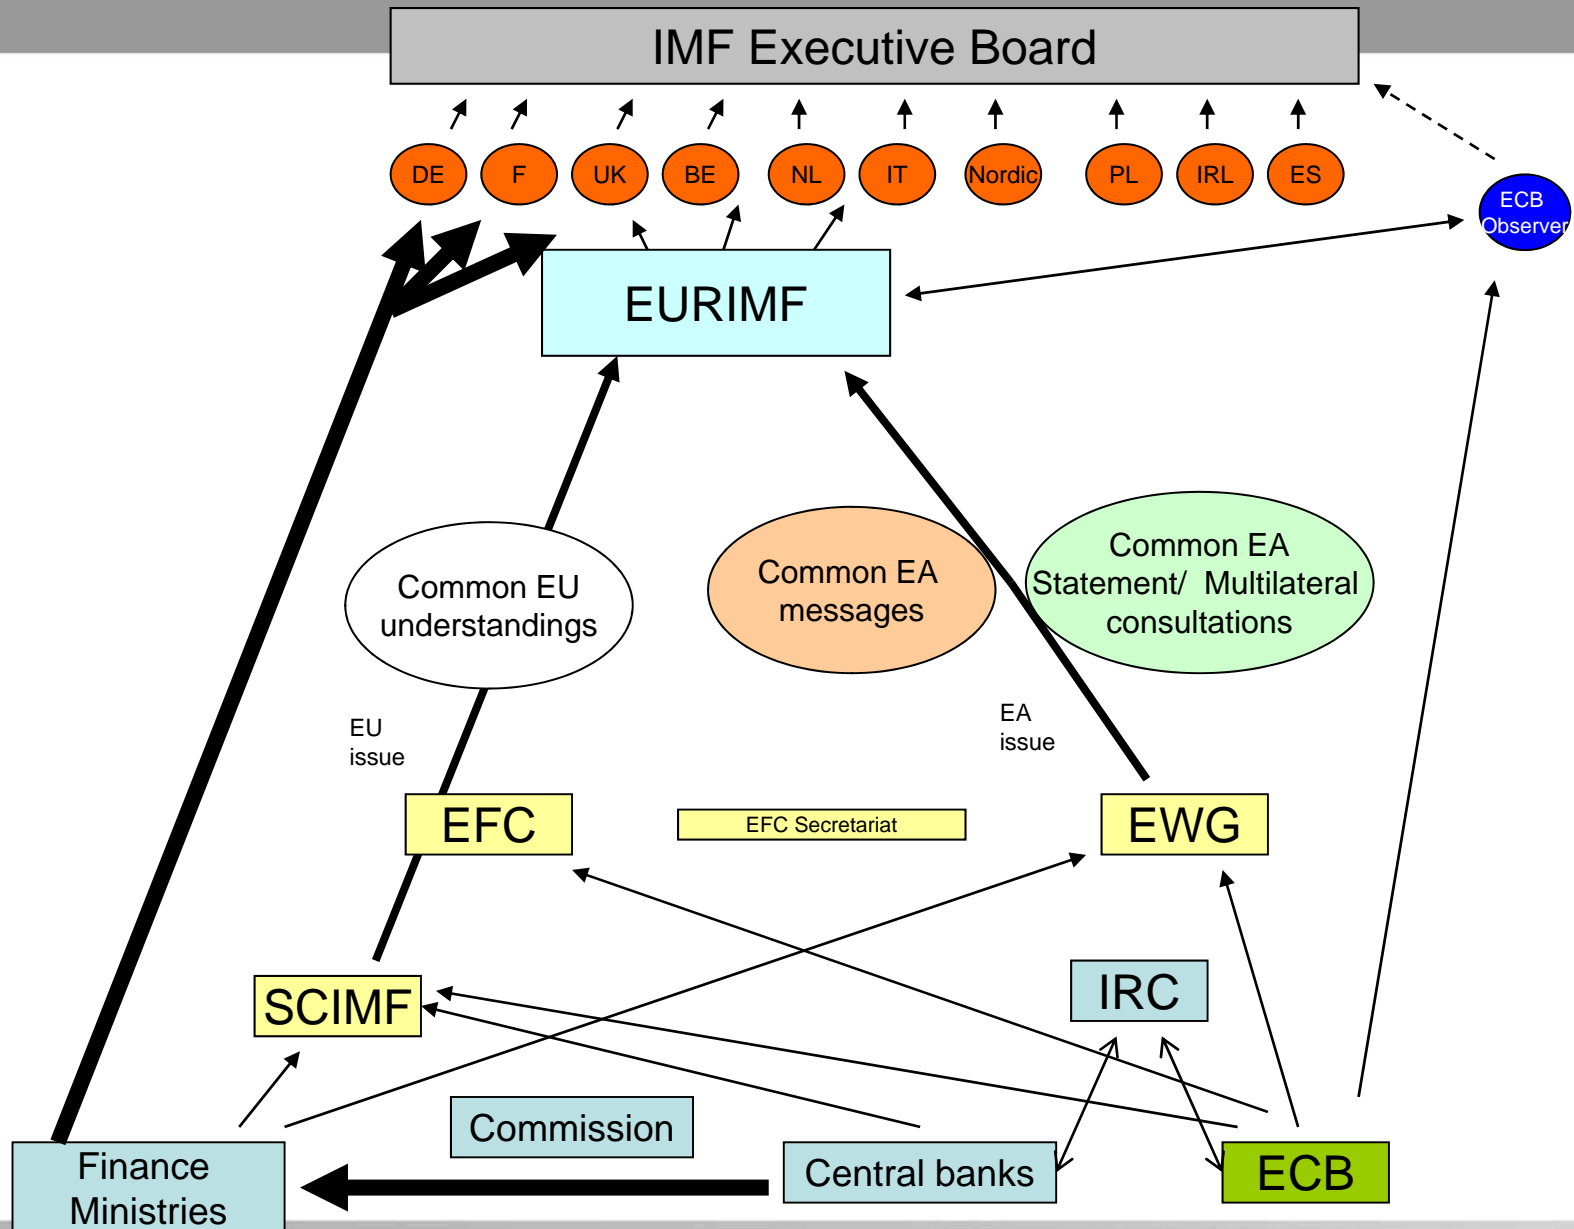 IMF Executive Board
DE
F
UK
BE
NL
IT
Nordic
PL
IRL
ES
ECB
Observer
EURIMF
Common EU
understandings
Common EA
messages
Common EA
Statement/ Multilateral
consultations
EU
issue
EA
issue
EFC
EFC Secretariat
EWG
SCIMF
IRC
Commission
Finance
Ministries
Central banks
ECB